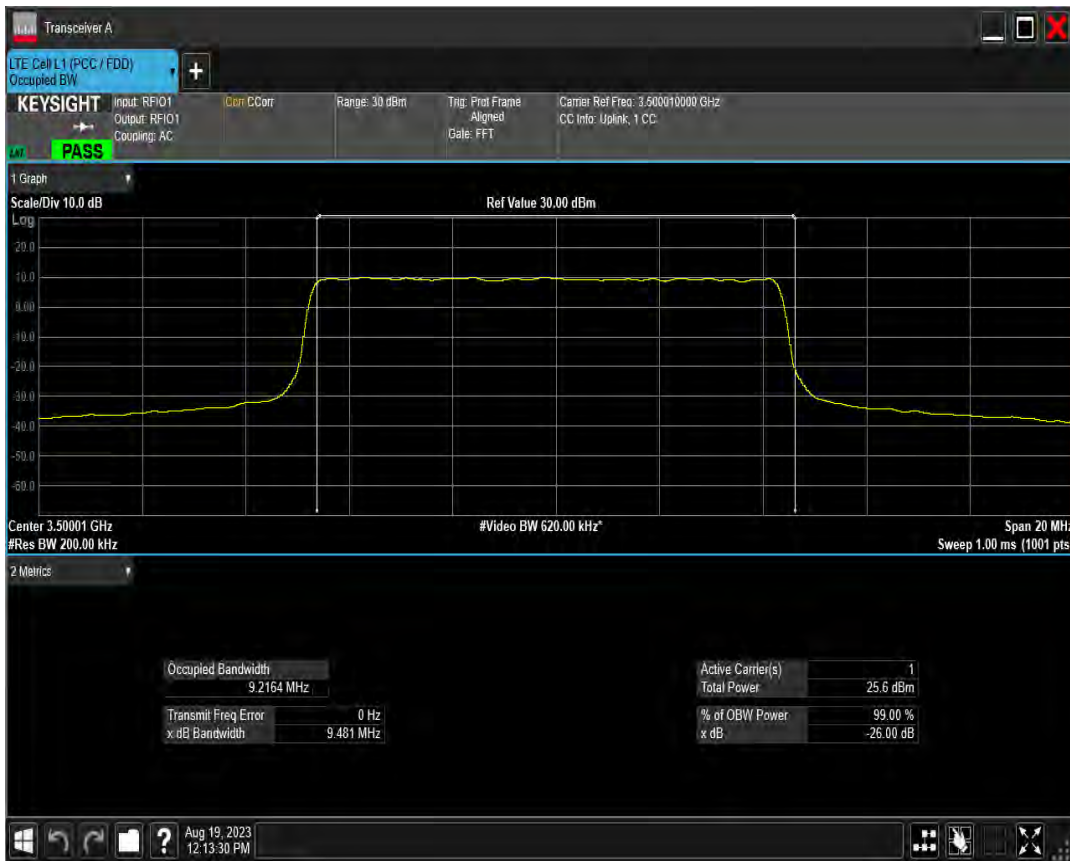 Transceiver A
LTE Cell L1 (PCC / FDD)
Occupied BW
+
KEYSIGHT
Input: RFIO1
Output: RFIO1
Coupling: AC
Corr CCorr
Range: 30 dBm
Trig: Prot Frame
Aligned
Gate: FFT
Carrier Ref Freq: 3.500010000 GHz
CC Info: Uplink, 1 CC
PASS
1 Graph
Scale/Div 10.0 dB
Ref Value 30.00 dBm
Log
20.0
10.0
0.00
-10.0
-20.0
-30.0
-40.0
-50.0
-60.0
Center 3.50001 GHz
#Video BW 620.00 kHz*
Span 20 MHz
#Res BW 200.00 kHz
Sweep 1.00 ms (1001 pts
2 Metrics
Occupied Bandwidth
9.2164 MHz
Transmit Freq Error 0 Hz
x dB Bandwidth 9.481 MHz
Active Carrier(s) 1
Total Power 25.6 dBm
% of OBW Power 99.00 %
x dB -26.00 dB
?
Aug 19, 2023
12:13:30 PM